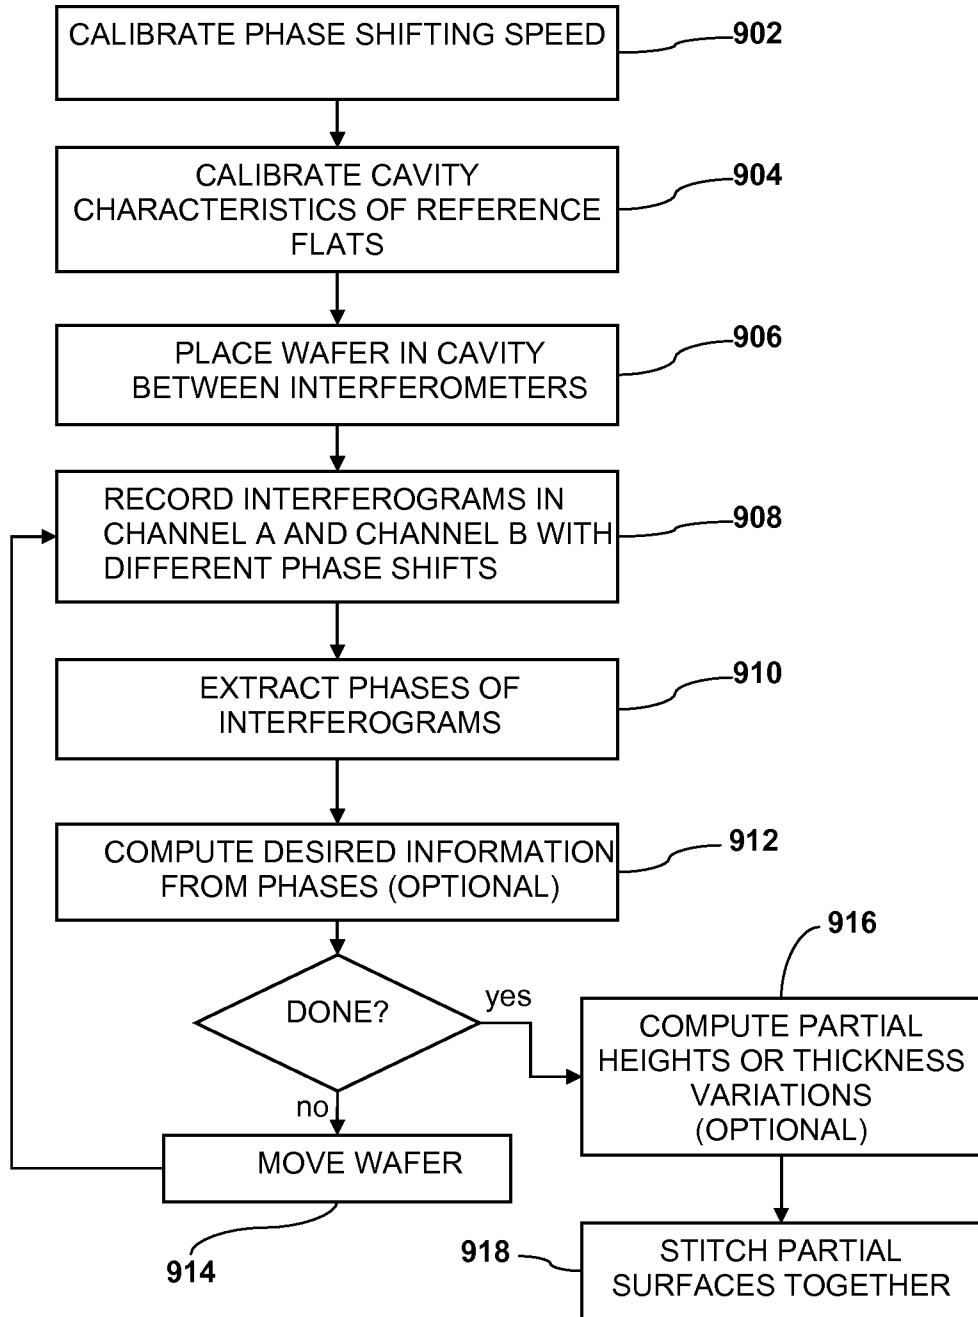 CALIBRATE PHASE SHIFTING SPEED
902
CALIBRATE CAVITY
CHARACTERISTICS OF REFERENCE
FLATS
904
PLACE WAFER IN CAVITY
BETWEEN INTERFEROMETERS
906
RECORD INTERFEROGRAMS IN
CHANNEL A AND CHANNEL B WITH
DIFFERENT PHASE SHIFTS
908
EXTRACT PHASES OF
INTERFEROGRAMS
910
COMPUTE DESIRED INFORMATION
FROM PHASES (OPTIONAL)
912
DONE?
yes
no
MOVE WAFER
914
916
COMPUTE PARTIAL
HEIGHTS OR THICKNESS
VARIATIONS
(OPTIONAL)
918
STITCH PARTIAL
SURFACES TOGETHER